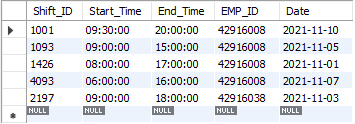 Shift_ID Start_Time End_Time EMP_ID Date
1001 09:30:00 20:00:00 42916008 2021-11-10
1093 09:00:00 15:00:00 42916008 2021-11-05
1426 08:00:00 17:00:00 42916008 2021-11-01
4093 06:00:00 16:00:00 42916008 2021-11-07
2197 09:00:00 18:00:00 42916038 2021-11-03
NULL NULL NULL NULL NULL